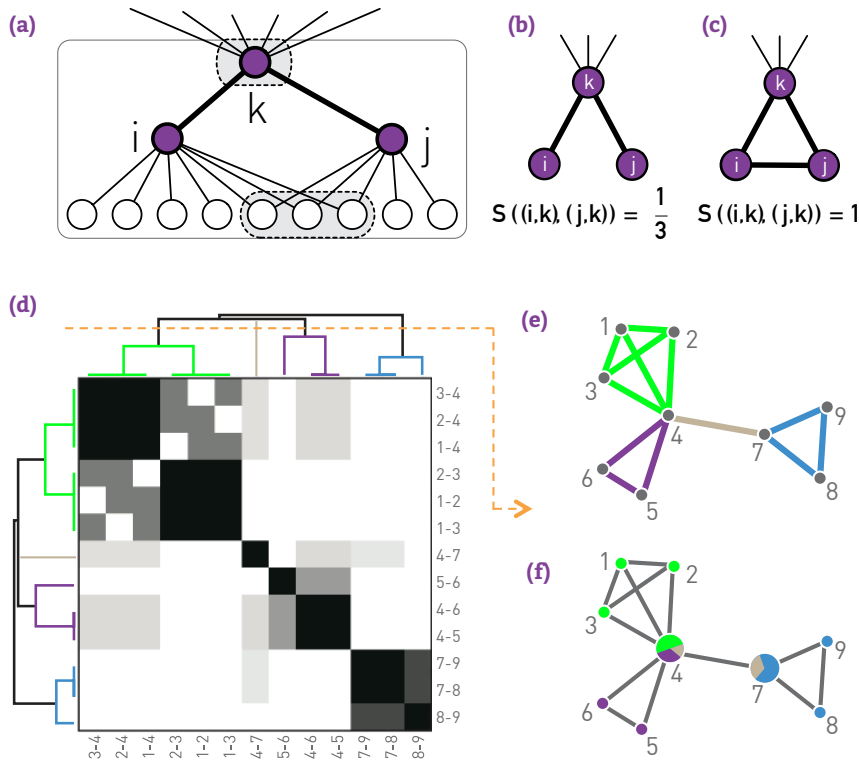 (a)
k
i
j
(b)
k
i
j
S((i,k),(j,k)) = 1/3
(c)
k
i
j
S((i,k),(j,k)) = 1
(d)
3-4
2-4
1-4
2-3
1-2
1-3
4-7
5-6
4-6
4-5
7-9
7-8
8-9
3-4
2-4
1-4
2-3
1-2
1-3
4-7
5-6
4-6
4-5
7-9
7-8
8-9
(e)
1
2
3
4
5
6
7
8
9
(f)
1
2
3
4
5
6
7
8
9